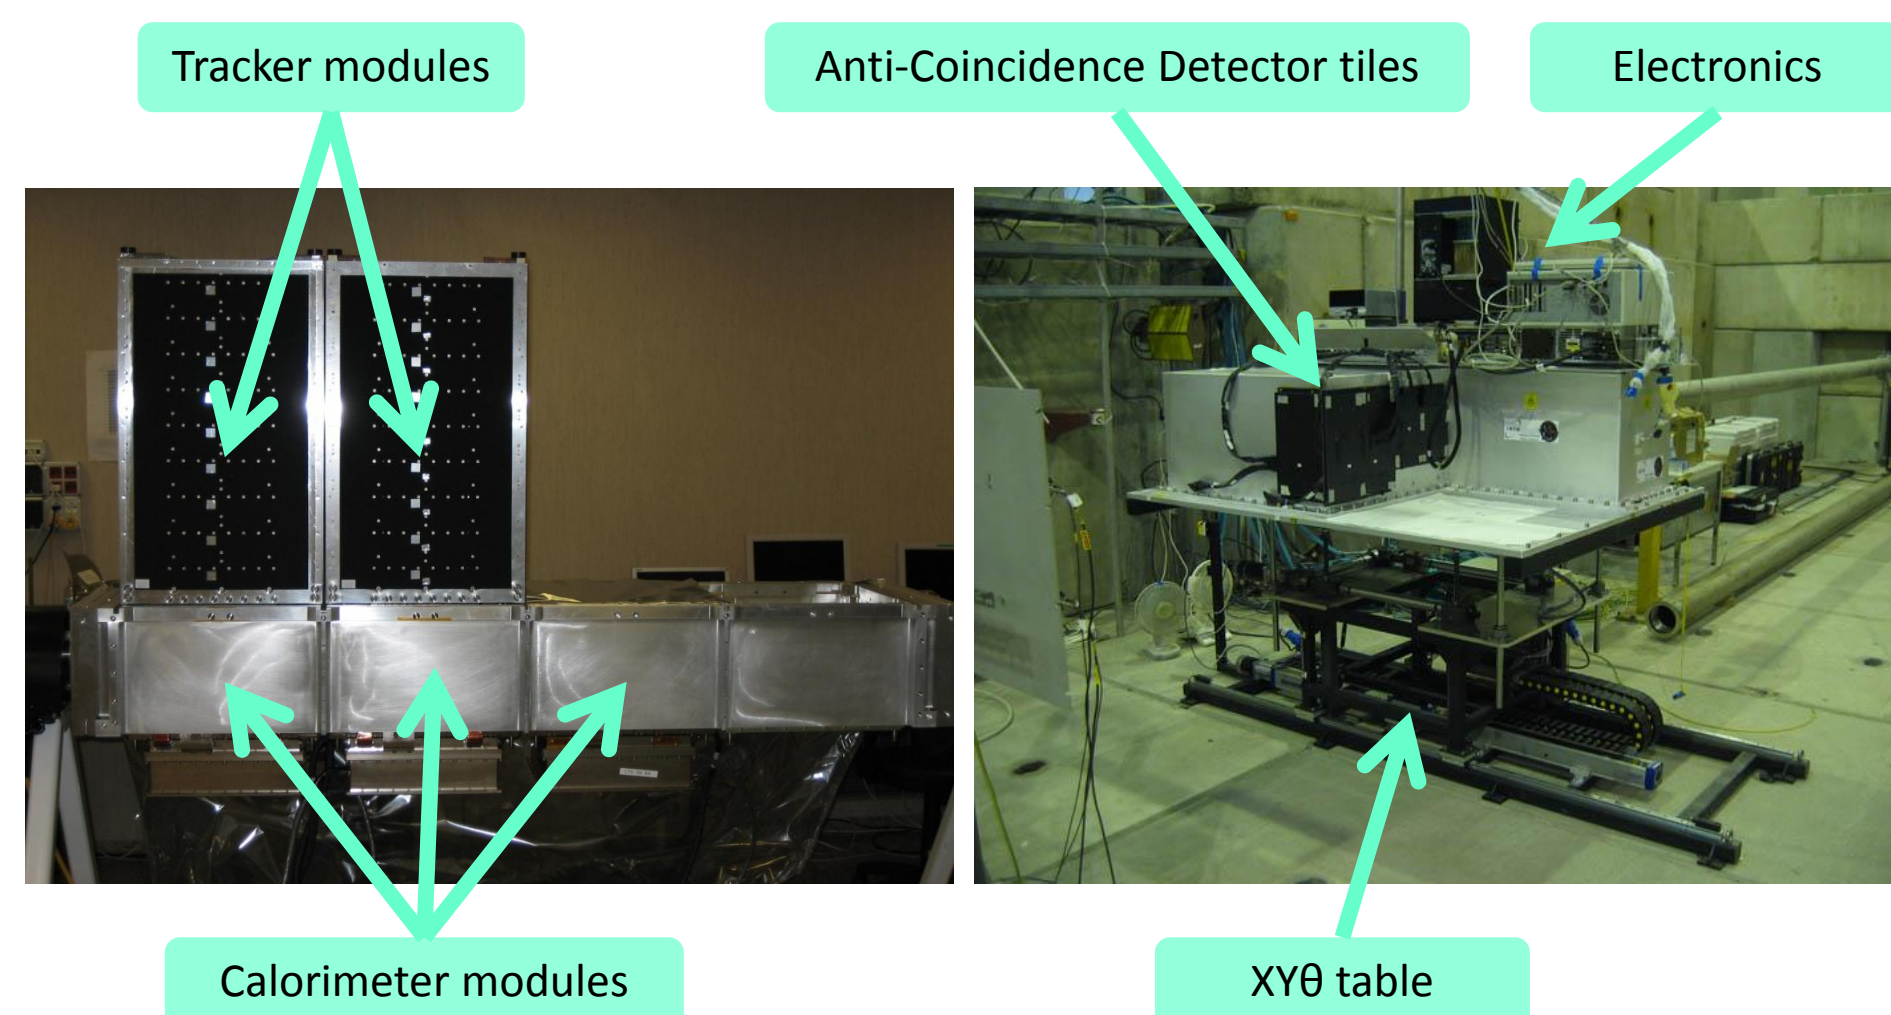 Tracker modules
Anti-Coincidence Detector tiles
Electronics
Calorimeter modules
XYθ table